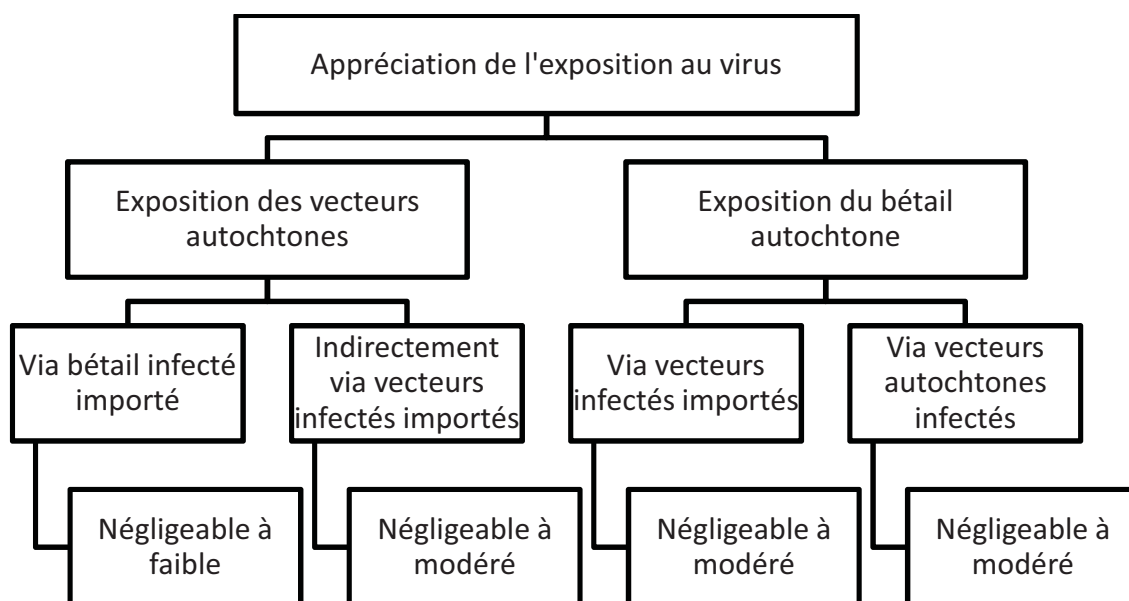 Appréciation de l'exposition au virus
Exposition des vecteurs
autochtones
Exposition du bétail
autochtone
Via bétail infecté
importé
Indirectement
via vecteurs
infectés importés
Via vecteurs
infectés importés
Via vecteurs
autochtones
infectés
Négligeable à
faible
Négligeable à
modéré
Négligeable à
modéré
Négligeable à
modéré